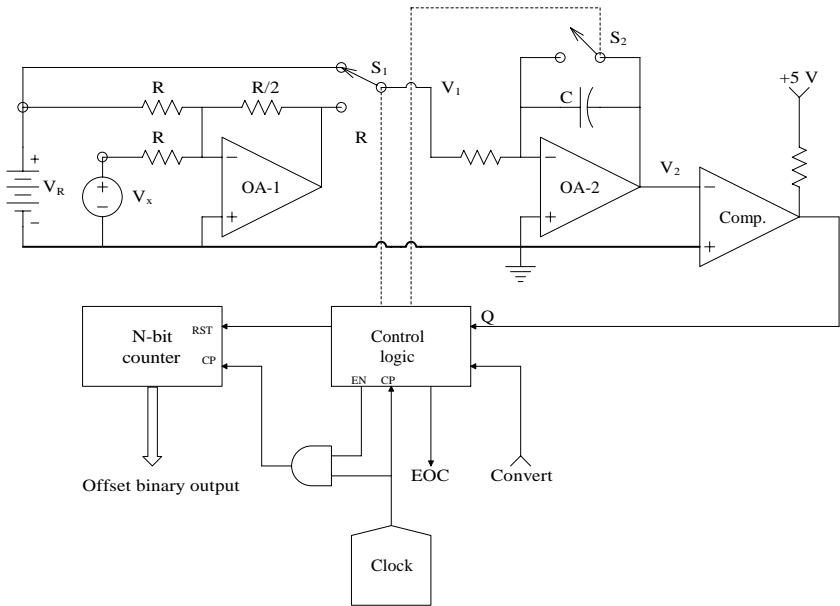 S1
S2
V1
+5 V
R
R/2
C
R
R
−
OA-1
+
+
VR
−
+
−
Vx
−
OA-2
+
V2
−
Comp.
+
N-bit
counter
RST
CP
Control
logic
EN CP
Q
EOC
Convert
Offset binary output
Clock